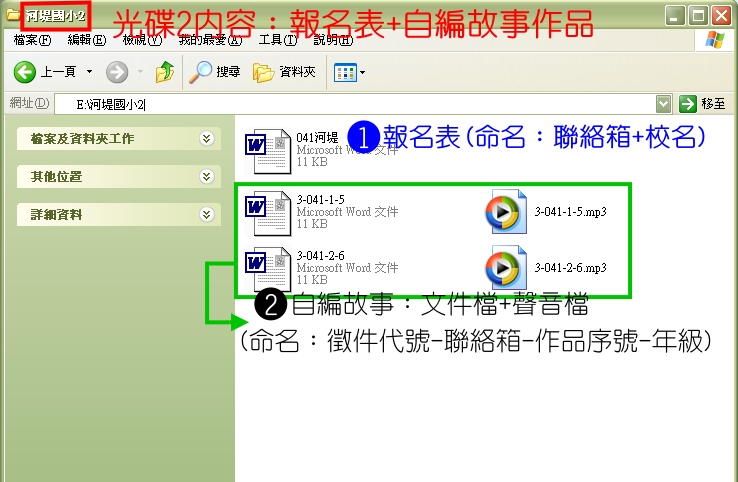 河堤國小2
光碟2內容：報名表+自編故事作品
檔案(F) 編輯(E) 檢視(V) 我的最愛(A) 工具(T) 說明(H)
上一頁 搜尋 資料夾
網址(D) E:\河堤國小2 移至
檔案及資料夾工作
其他位置
詳細資料
041河堤
Microsoft Word 文件
11 KB
1 報名表(命名：聯絡箱+校名)
3-041-1-5
Microsoft Word 文件
11 KB
3-041-1-5.mp3
3-041-2-6
Microsoft Word 文件
11 KB
3-041-2-6.mp3
2 自編故事：文件檔+聲音檔
(命名：徵件代號-聯絡箱-作品序號-年級)